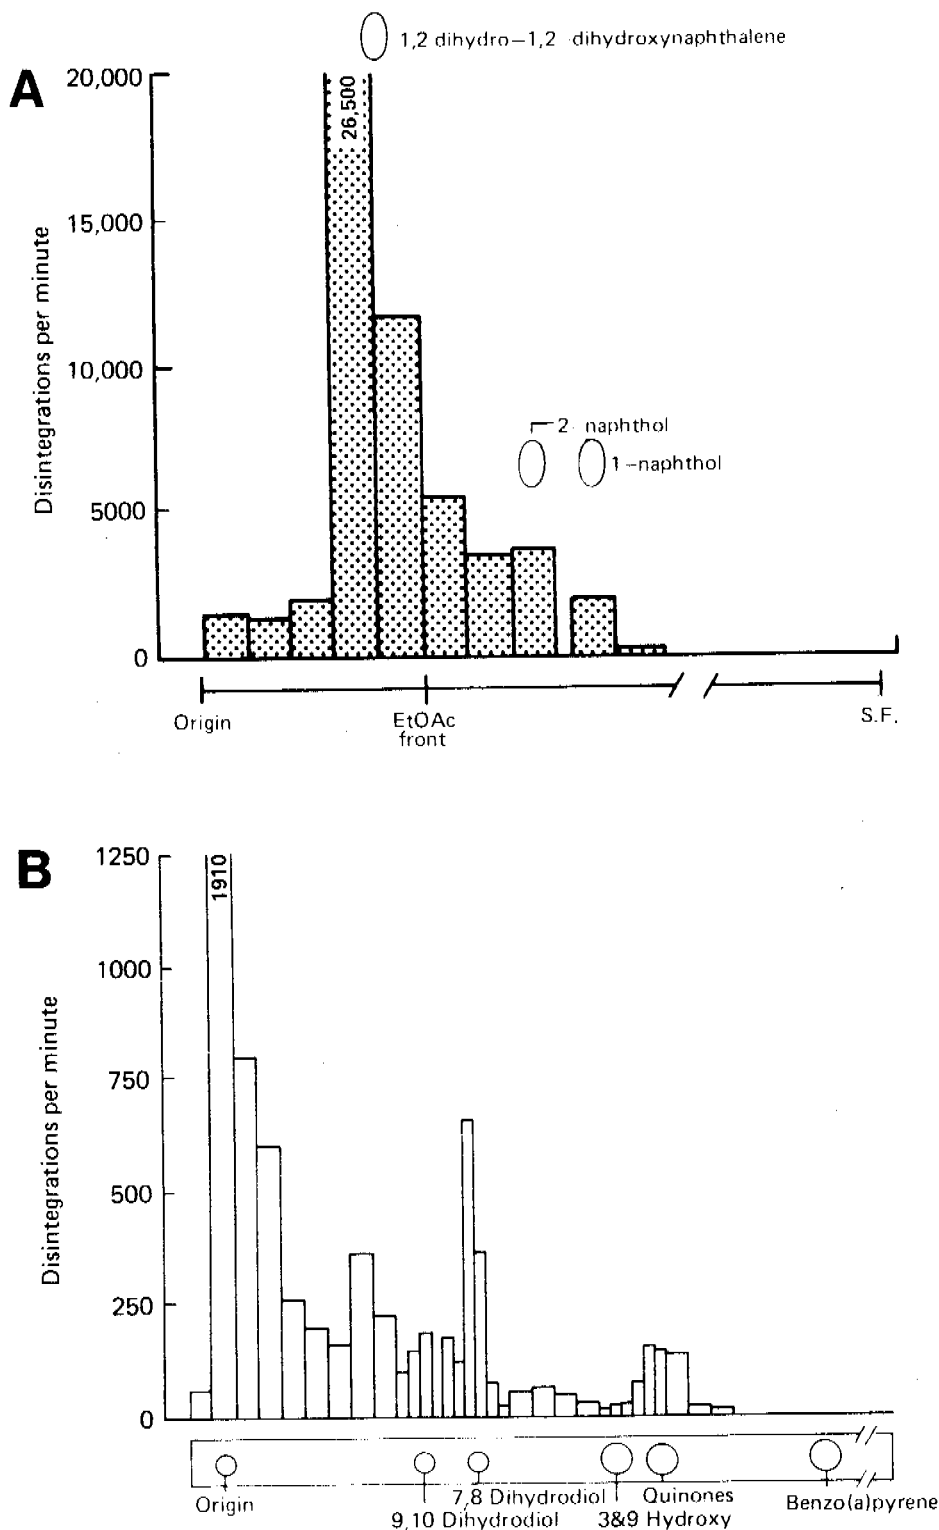 1,2 dihydro-1,2 dihydroxynaphthalene
A
20,000
26,500
15,000
Disintegrations per minute
10,000
2 naphthol
1-naphthol
5000
0
Origin
EtOAc
front
S.F.
B
1250
1910
1000
Disintegrations per minute
750
500
250
0
Origin
7,8 Dihydrodiol
Quinones
Benzo(a)pyrene
9,10 Dihydrodiol
3&9 Hydroxy